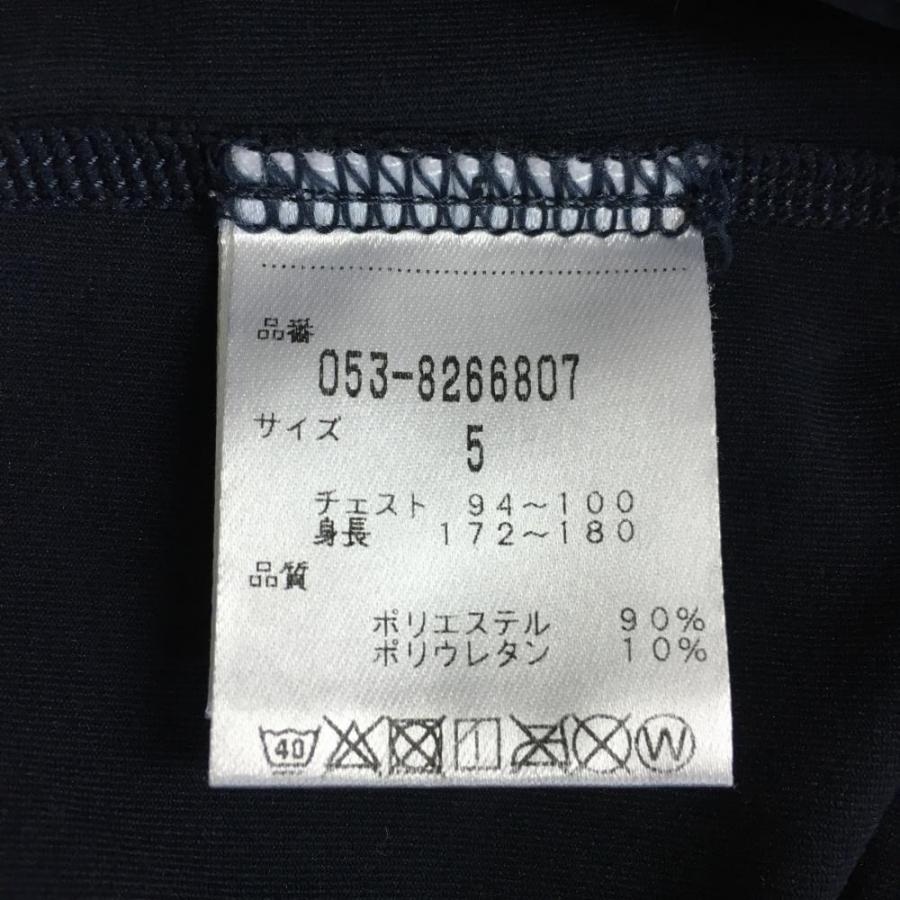 品番
053-8266807
サイズ
5
チェスト 94～100
身長 172～180
品質
ポリエステル 90%
ポリウレタン 10%
40
W